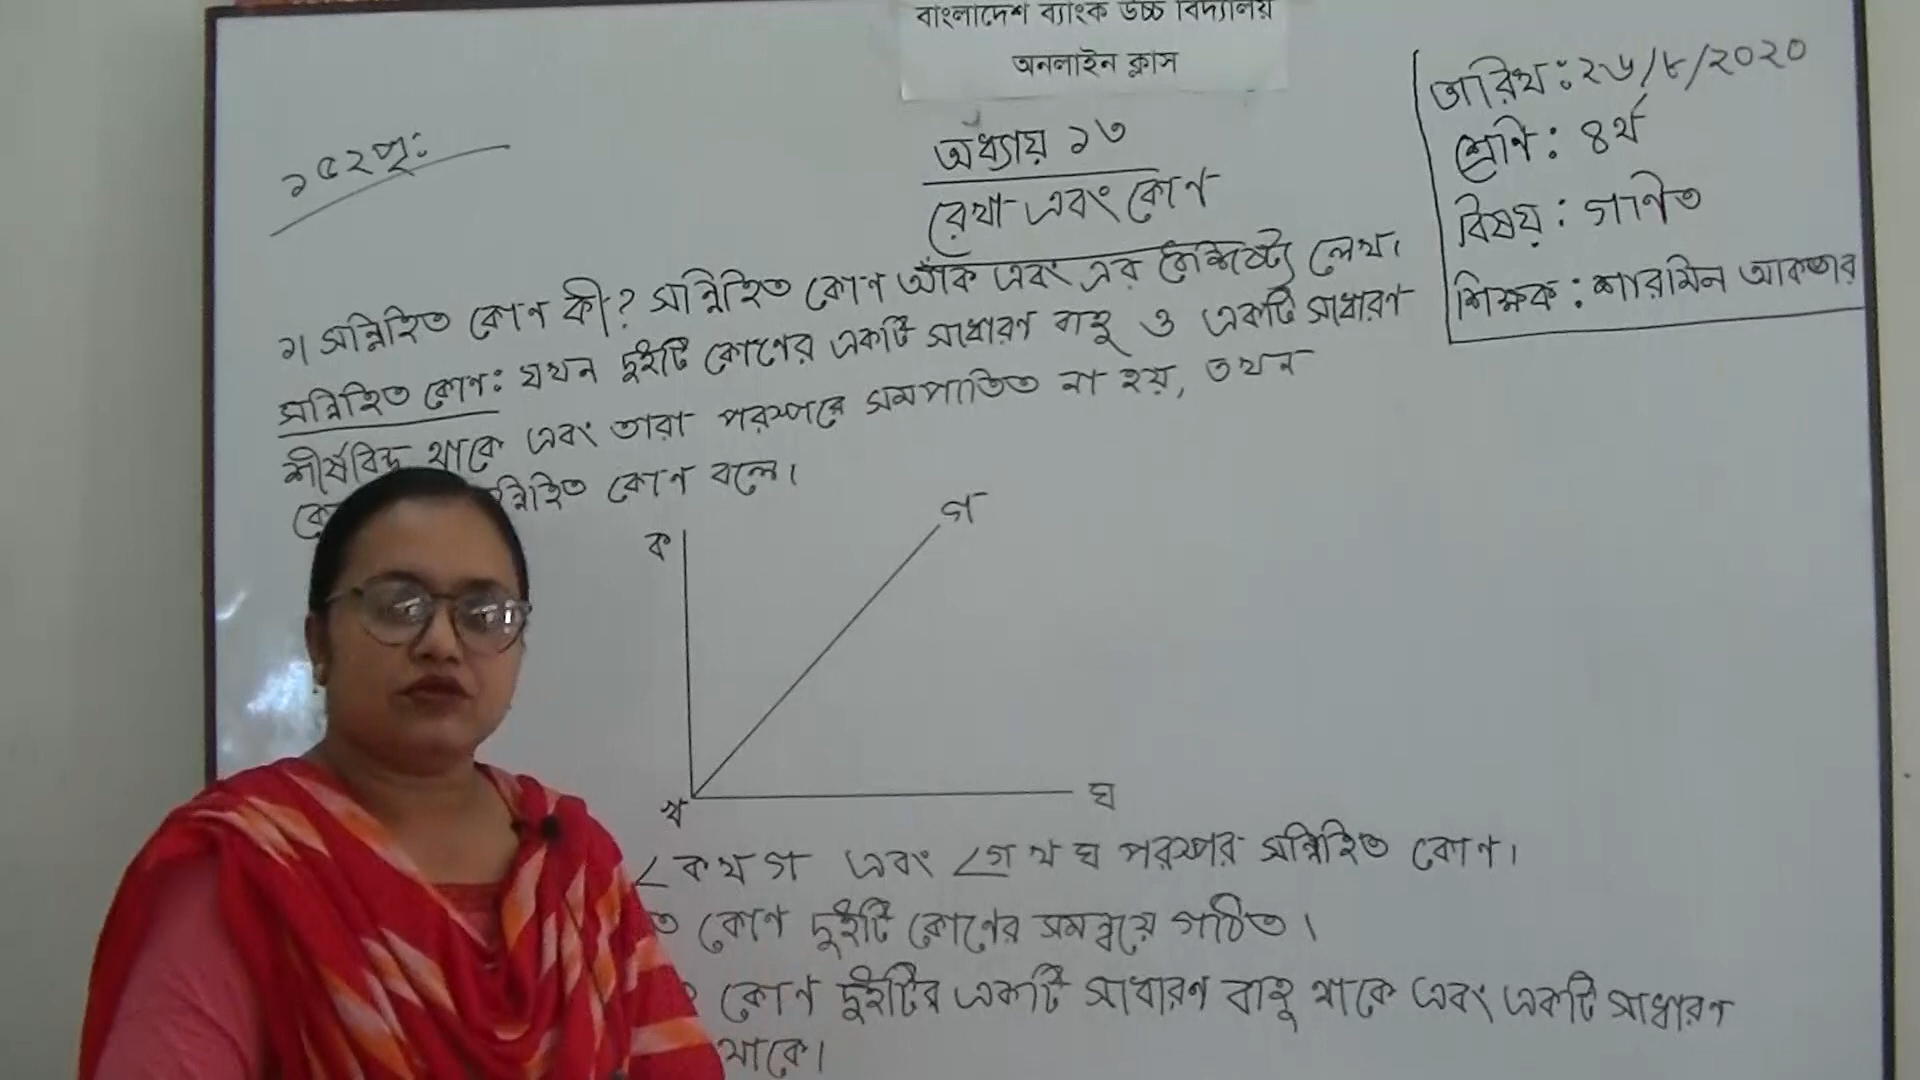 বাংলাদেশ ব্যাংক উচ্চ বিদ্যালয়
অনলাইন ক্লাস
তারিখ : ২৬/৮/২০২০
শ্রেণি : ৪র্থ
বিষয় : গণিত
শিক্ষক : শারমিন আকতার
১৫২পৃ:
অধ্যায় ১৩
রেখা এবং কোণ
১। সন্নিহিত কোণ কী? সন্নিহিত কোণ আঁক এবং এর বৈশিষ্ট্য লেখ।
সন্নিহিত কোণ : যখন দুইটি কোণের একটি সাধারণ বাহু ও একটি সাধারণ
শীর্ষবিন্দু থাকে এবং তারা পরস্পরে সমপাতিত না হয়, তখন
কোণ বলে।
ক
গ
খ
ঘ
∠কখগ এবং ∠গখঘ পরস্পর সন্নিহিত কোণ।
কোণ দুইটি কোণের সমন্বয়ে গঠিত।
কোণ দুইটির একটি সাধারণ বাহু থাকে এবং একটি সাধারণ
থাকে।